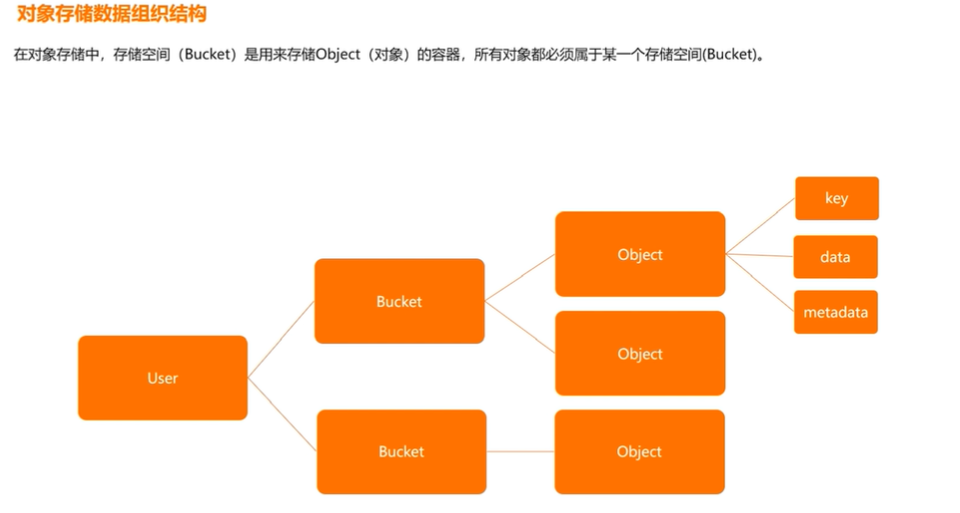 对象存储数据组织结构
在对象存储中，存储空间（Bucket）是用来存储Object（对象）的容器，所有对象都必须属于某一个存储空间(Bucket)。
User
Bucket
Bucket
Object
Object
Object
key
data
metadata